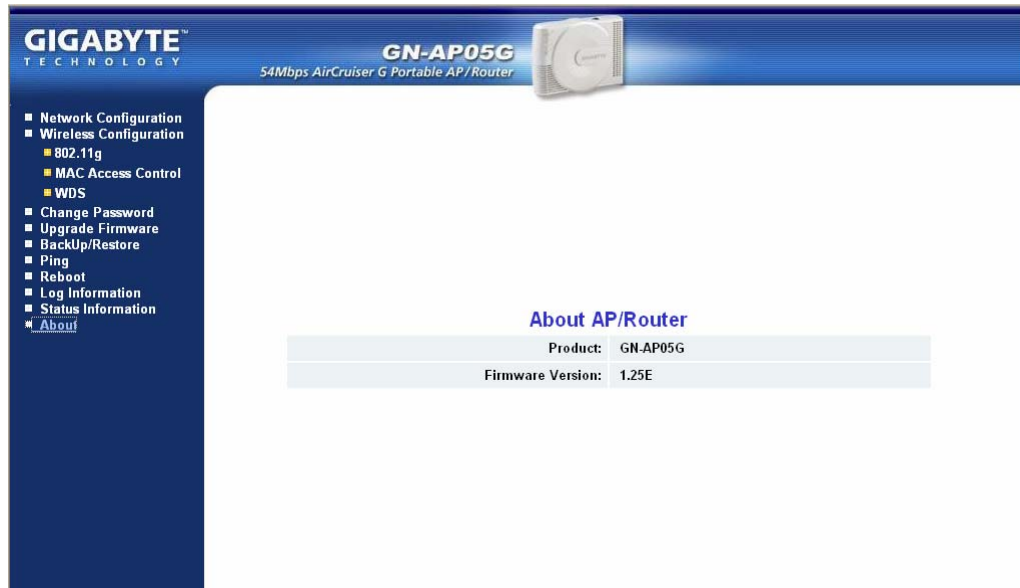 GIGABYTE™
TECHNOLOGY
GN-AP05G
54Mbps AirCruiser G Portable AP/Router
Network Configuration
Wireless Configuration
802.11g
MAC Access Control
WDS
Change Password
Upgrade Firmware
BackUp/Restore
Ping
Reboot
Log Information
Status Information
About
About AP/Router
Product: GN-AP05G
Firmware Version: 1.25E